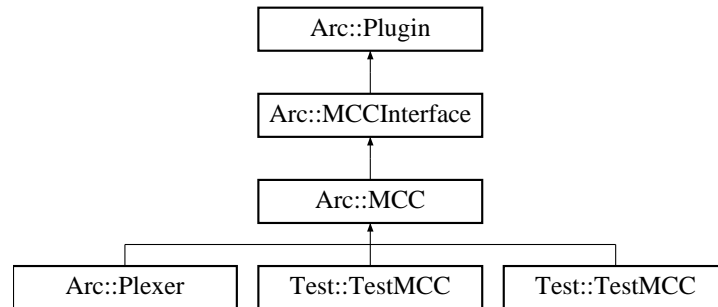 Arc::Plugin
Arc::MCCInterface
Arc::MCC
Arc::Plexer
Test::TestMCC
Test::TestMCC